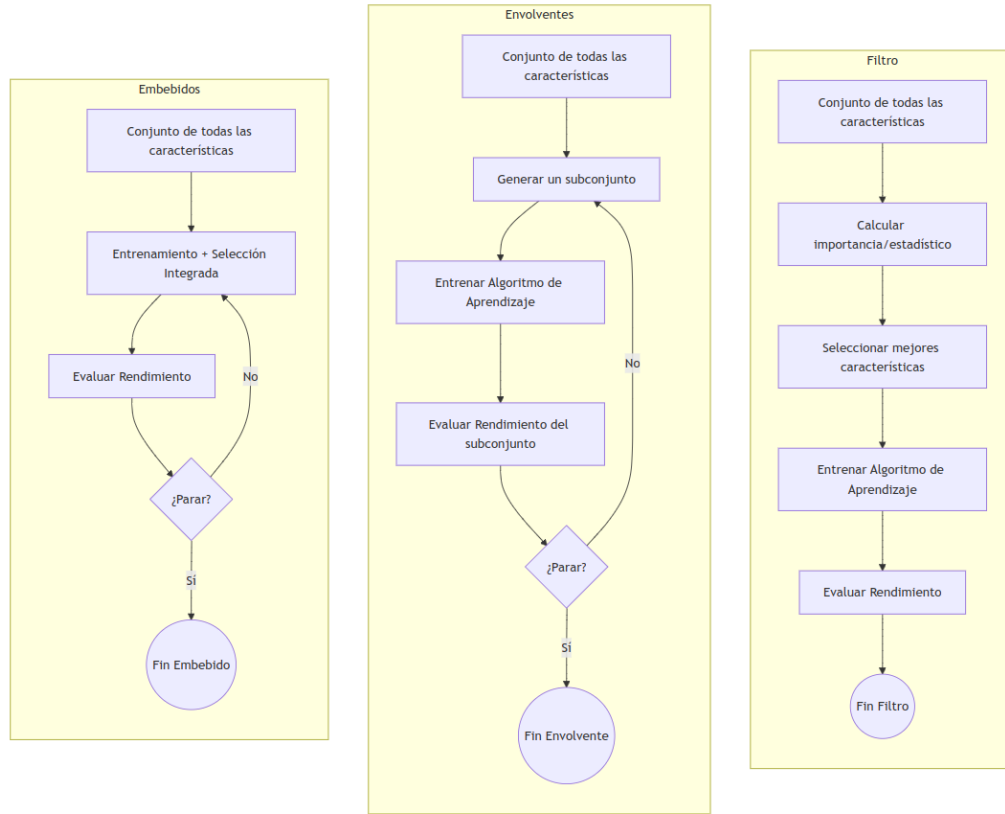 Embebidos
Conjunto de todas las
características
Entrenamiento + Selección
Integrada
Evaluar Rendimiento
No
¿Parar?
Sí
Fin Embebido
Envolventes
Conjunto de todas las
características
Generar un subconjunto
Entrenar Algoritmo de
Aprendizaje
No
Evaluar Rendimiento del
subconjunto
¿Parar?
Sí
Fin Envolvente
Filtro
Conjunto de todas las
características
Calcular
importancia/estadístico
Seleccionar mejores
características
Entrenar Algoritmo de
Aprendizaje
Evaluar Rendimiento
Fin Filtro